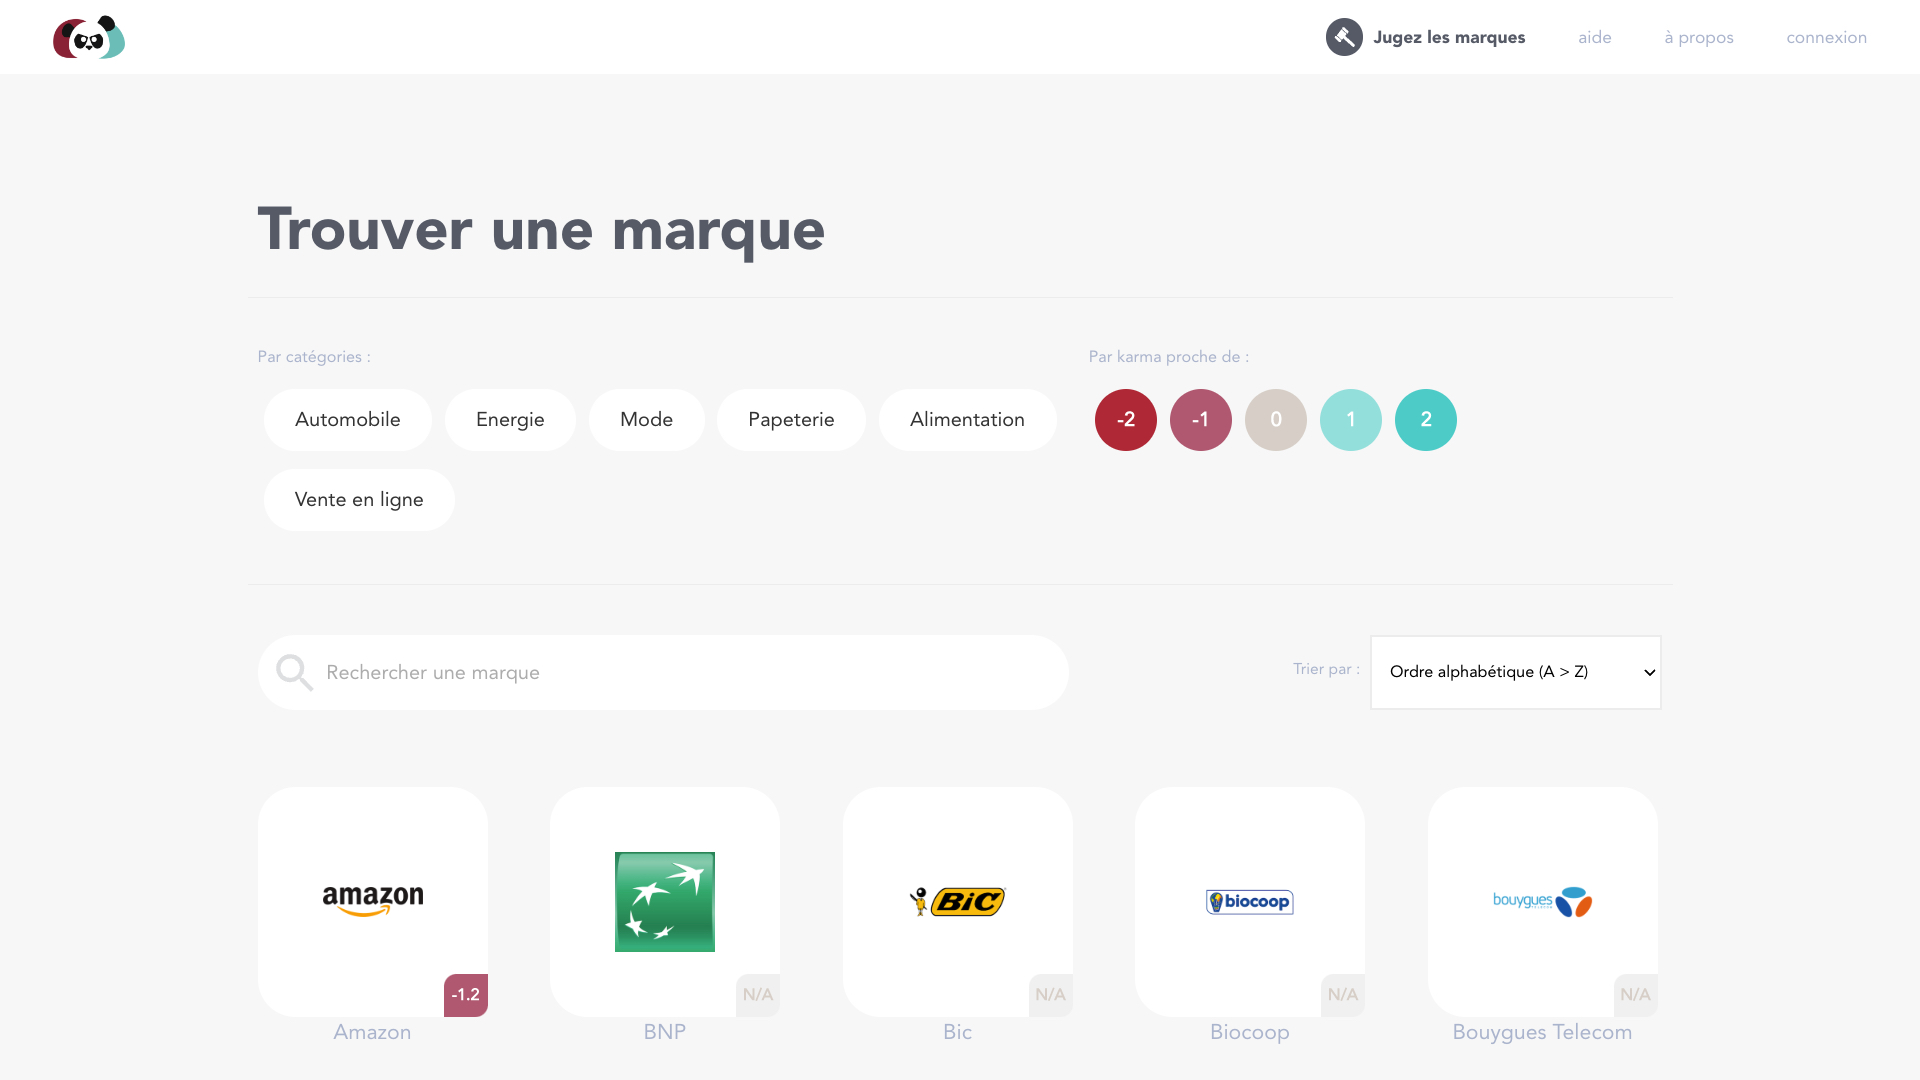 Jugez les marques aide à propos connexion
Trouver une marque
Par catégories :
Automobile Energie Mode Papeterie Alimentation
Vente en ligne
Par karma proche de :
-2 -1 0 1 2
Rechercher une marque
Trier par : Ordre alphabétique (A > Z)
amazon
-1.2
Amazon
N/A
BNP
BiC
N/A
Bic
biocoop
N/A
Biocoop
bouygues
N/A
Bouygues Telecom